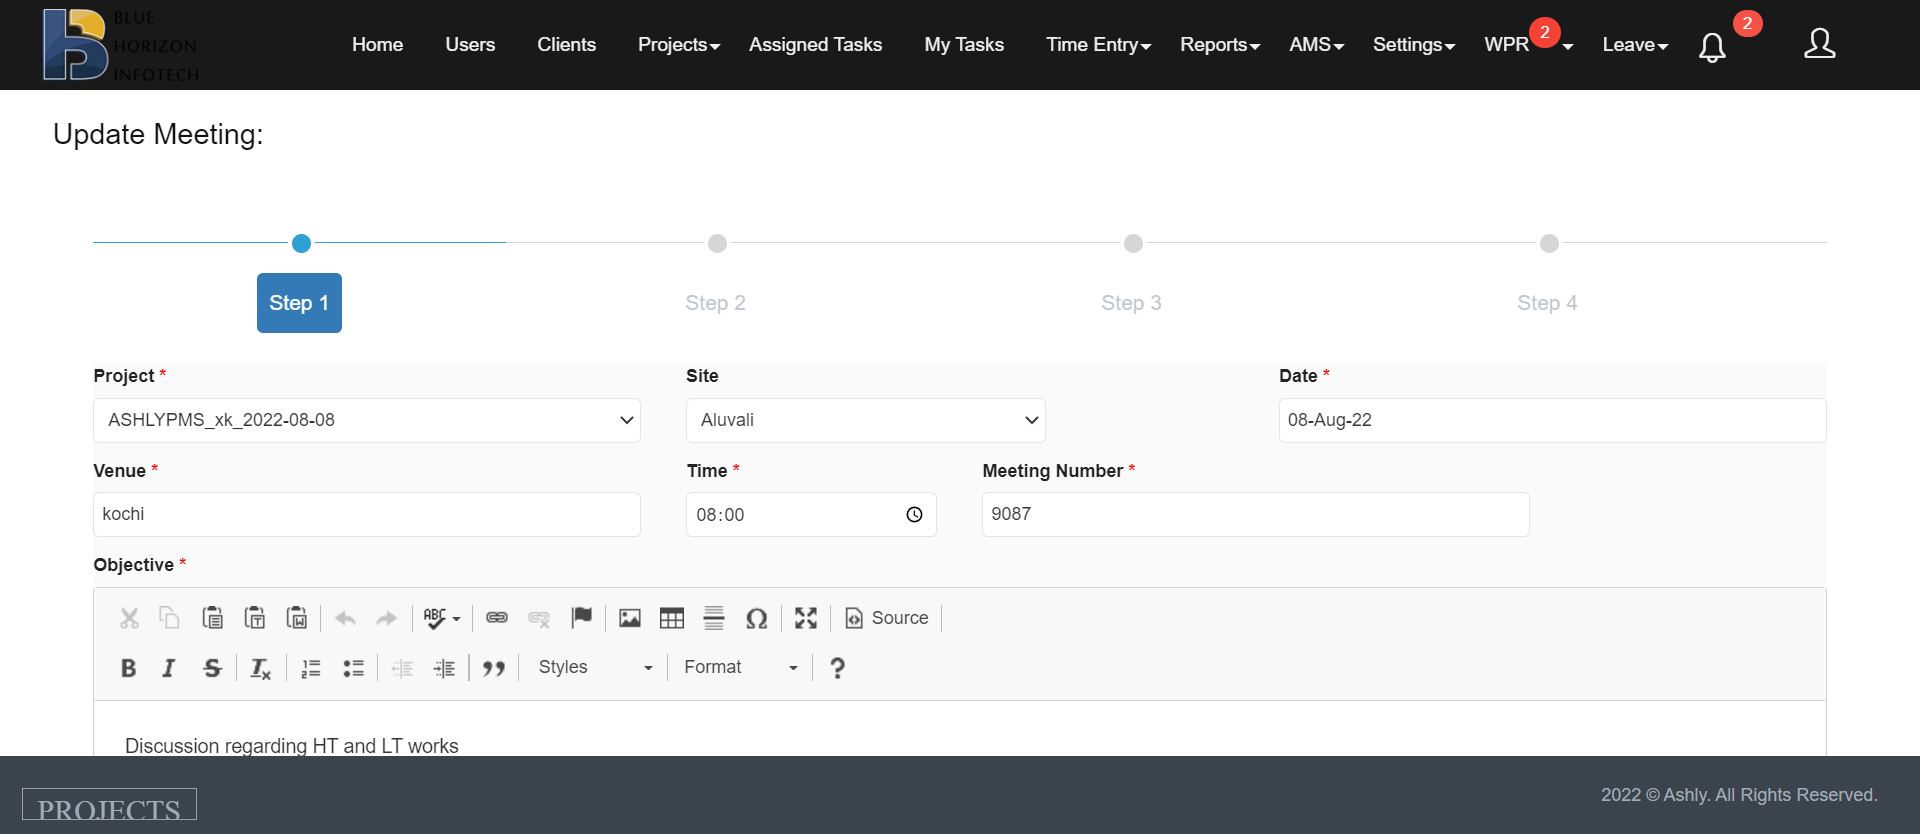 BLUE
HORIZON
INFOTECH
Home Users Clients Projects Assigned Tasks My Tasks Time Entry Reports AMS Settings WPR 2 Leave 2
Update Meeting:
Step 1 Step 2 Step 3 Step 4
Project * Site Date *
ASHLYPMS_xk_2022-08-08 Aluvali 08-Aug-22
Venue * Time * Meeting Number *
kochi 08:00 9087
Objective *
ABC Source
Styles Format
Discussion regarding HT and LT works
PROJECTS 2022 © Ashly. All Rights Reserved.